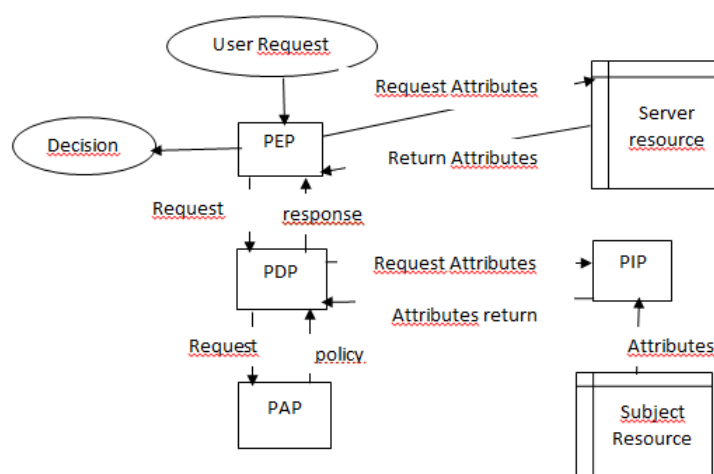 User Request
Request Attributes
Server
resource
PEP
Decision
Return Attributes
Request
response
PDP
Request Attributes
PIP
Attributes return
Request
policy
Attributes
PAP
Subject
Resource